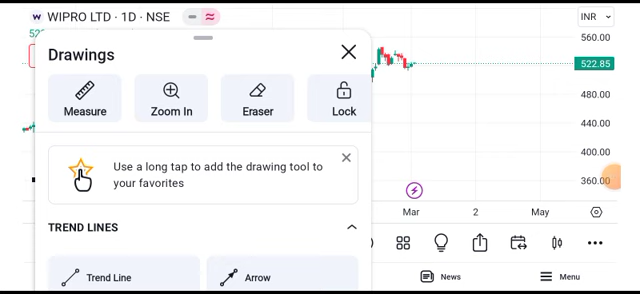 WIPRO LTD · 1D · NSE
INR
560.00
522.85
480.00
440.00
400.00
360.00
Drawings
Measure
Zoom In
Eraser
Lock
Use a long tap to add the drawing tool to
your favorites
TREND LINES
Trend Line
Arrow
Mar
2
May
News
Menu